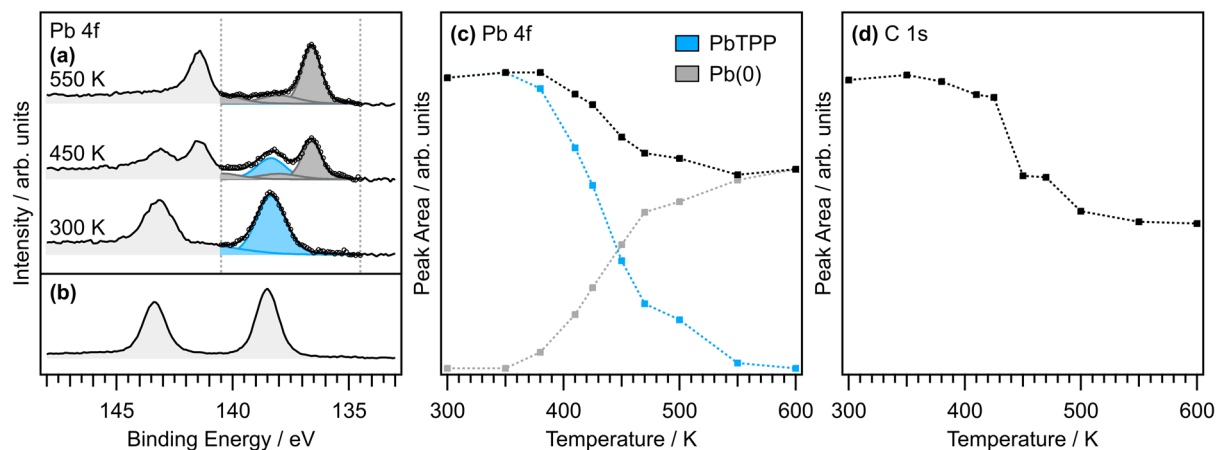 Pb 4f
(a)
550 K
450 K
300 K
(b)
Intensity / arb. units
145
140
135
Binding Energy / eV
(c) Pb 4f
PbTPP
Pb(0)
Peak Area / arb. units
300
400
500
600
Temperature / K
(d) C 1s
Peak Area / arb. units
300
400
500
600
Temperature / K